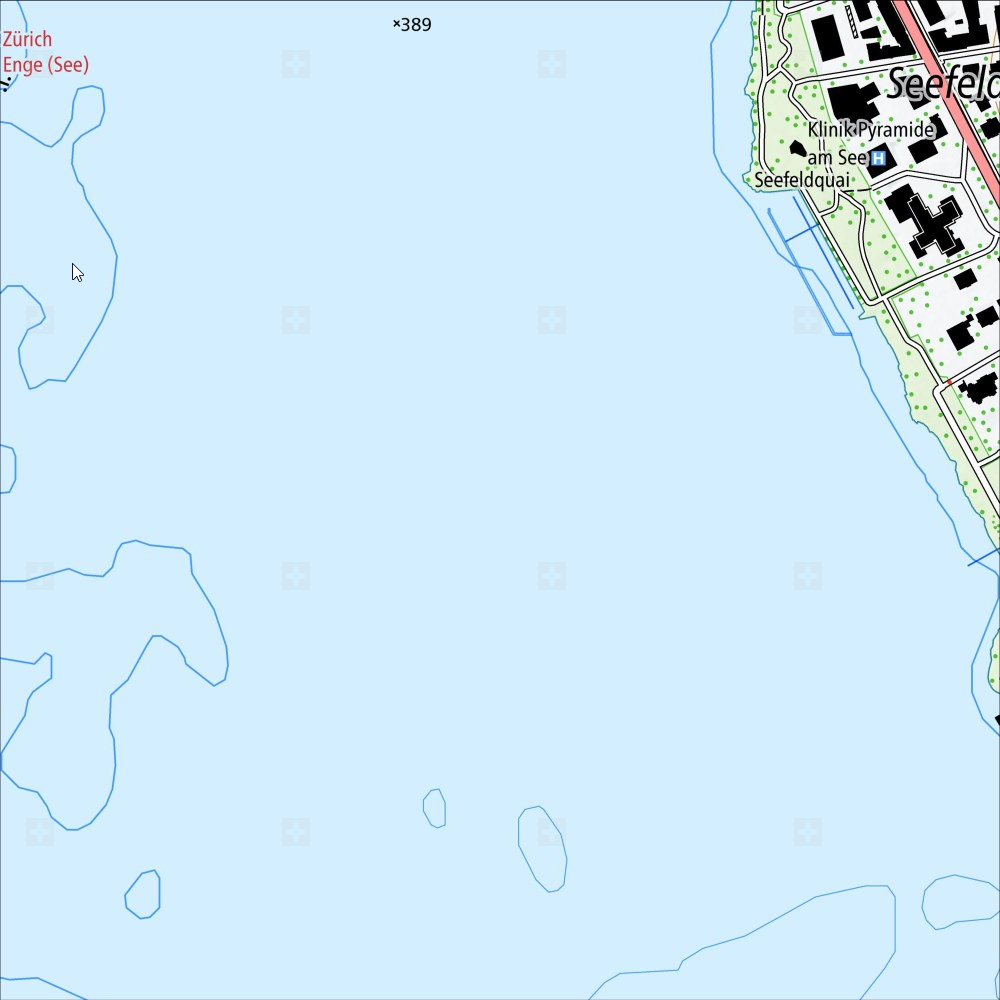 ×389
Zürich
Enge (See)
Seefeld
Klinik Pyramide
am See H
Seefeldquai